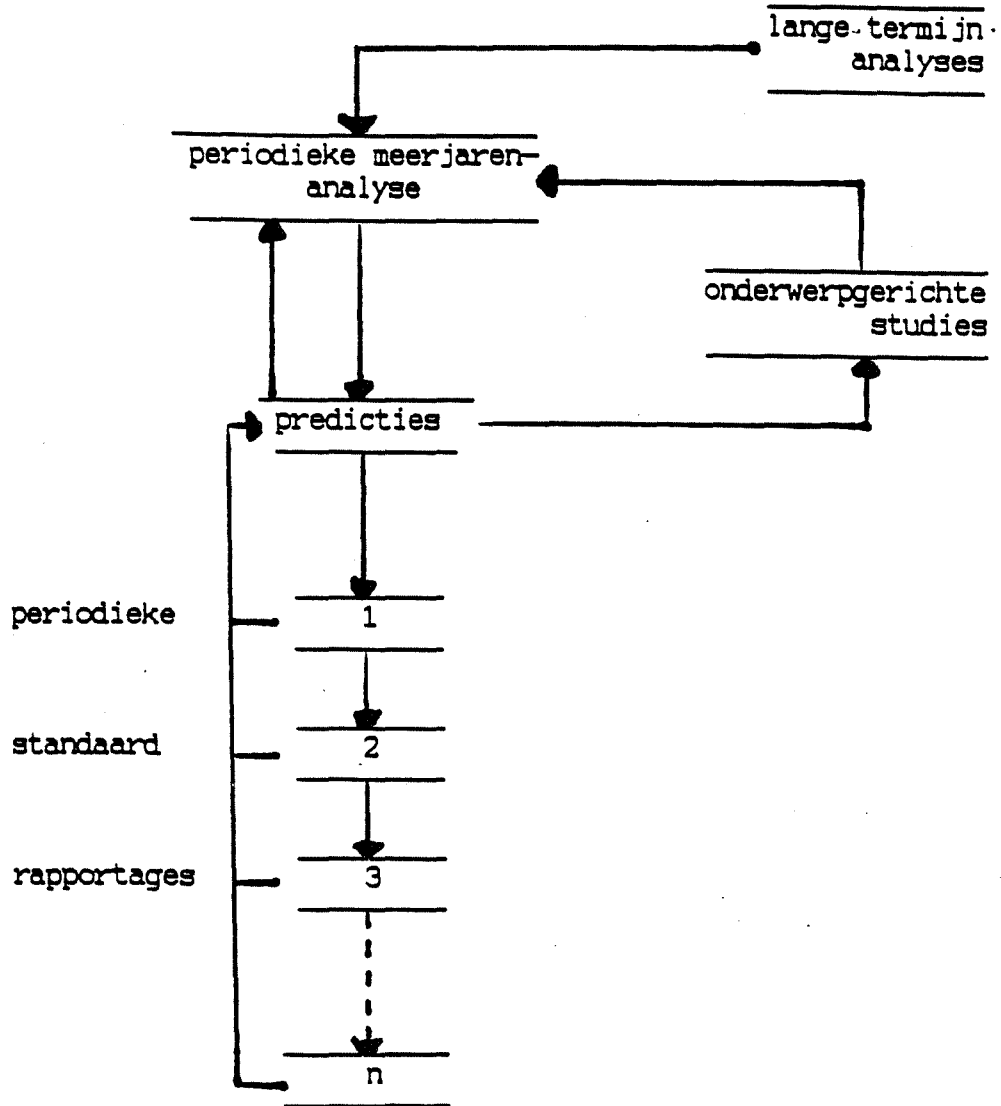 lange-termijn-
analyses
periodieke meerjaren-
analyse
onderwerpgerichte
studies
predicties
periodieke
1
standaard
2
rapportages
3
n